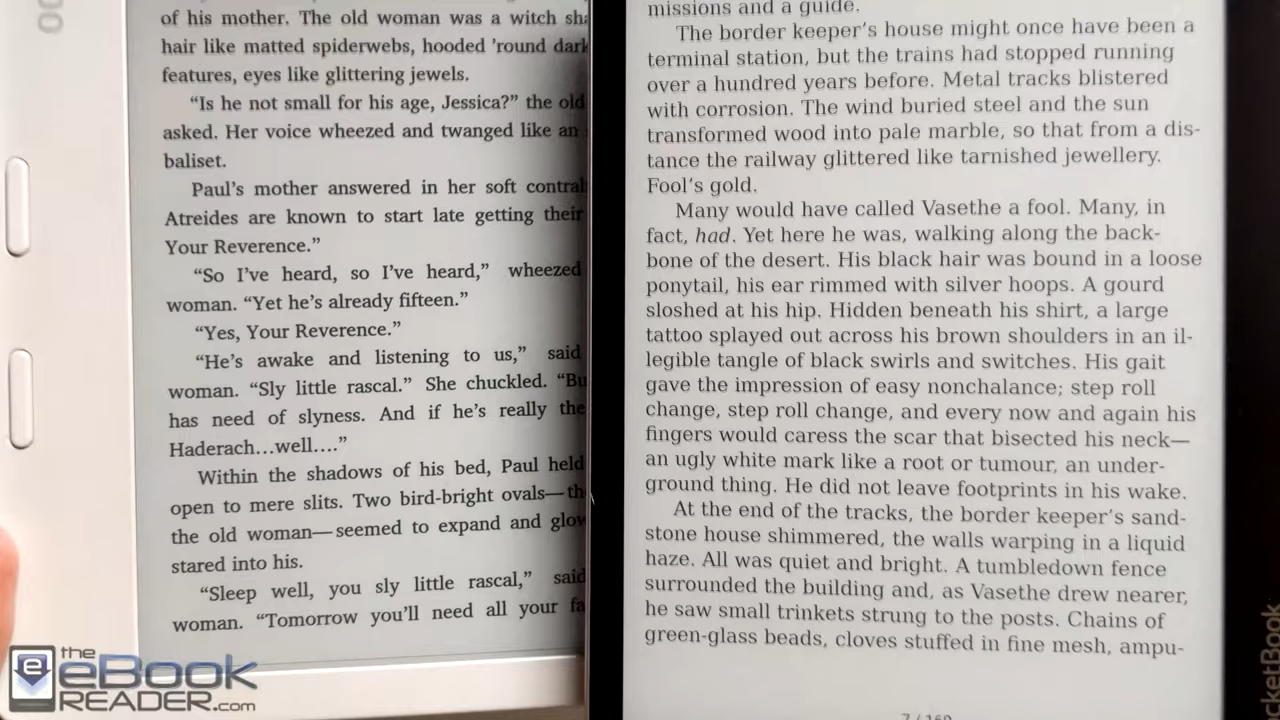 of his mother. The old woman was a witch
hair like matted spiderwebs, hooded 'round
features, eyes like glittering jewels.
“Is he not small for his age, Jessica?” the old
asked. Her voice wheezed and twanged like an
baliset.
Paul’s mother answered in her soft
Atreides are known to start late getting their
Your Reverence.”
“So I’ve heard, so I’ve heard,” wheezed
woman. “Yet he’s already fifteen.”
“Yes, Your Reverence.”
“He’s awake and listening to us,” said
woman. “Sly little rascal.” She chuckled.
has need of slyness. And if he’s really the
Haderach…well….”
Within the shadows of his bed, Paul held
open to mere slits. Two bird-bright ovals—
the old woman—seemed to expand and
stared into his.
“Sleep well, you sly little rascal,” said
woman. “Tomorrow you’ll need all your
missions and a guide.
The border keeper’s house might once have been a
terminal station, but the trains had stopped running
over a hundred years before. Metal tracks blistered
with corrosion. The wind buried steel and the sun
transformed wood into pale marble, so that from a dis-
tance the railway glittered like tarnished jewellery.
Fool’s gold.
Many would have called Vasethe a fool. Many, in
fact, had. Yet here he was, walking along the back-
bone of the desert. His black hair was bound in a loose
ponytail, his ear rimmed with silver hoops. A gourd
sloshed at his hip. Hidden beneath his shirt, a large
tattoo splayed out across his brown shoulders in an il-
legible tangle of black swirls and switches. His gait
gave the impression of easy nonchalance; step roll
change, step roll change, and every now and again his
fingers would caress the scar that bisected his neck—
an ugly white mark like a root or tumour, an under-
ground thing. He did not leave footprints in his wake.
At the end of the tracks, the border keeper’s sand-
stone house shimmered, the walls warping in a liquid
haze. All was quiet and bright. A tumbledown fence
surrounded the building and, as Vasethe drew nearer,
he saw small trinkets strung to the posts. Chains of
green-glass beads, cloves stuffed in fine mesh, ampu-
the
eBook
READER.com